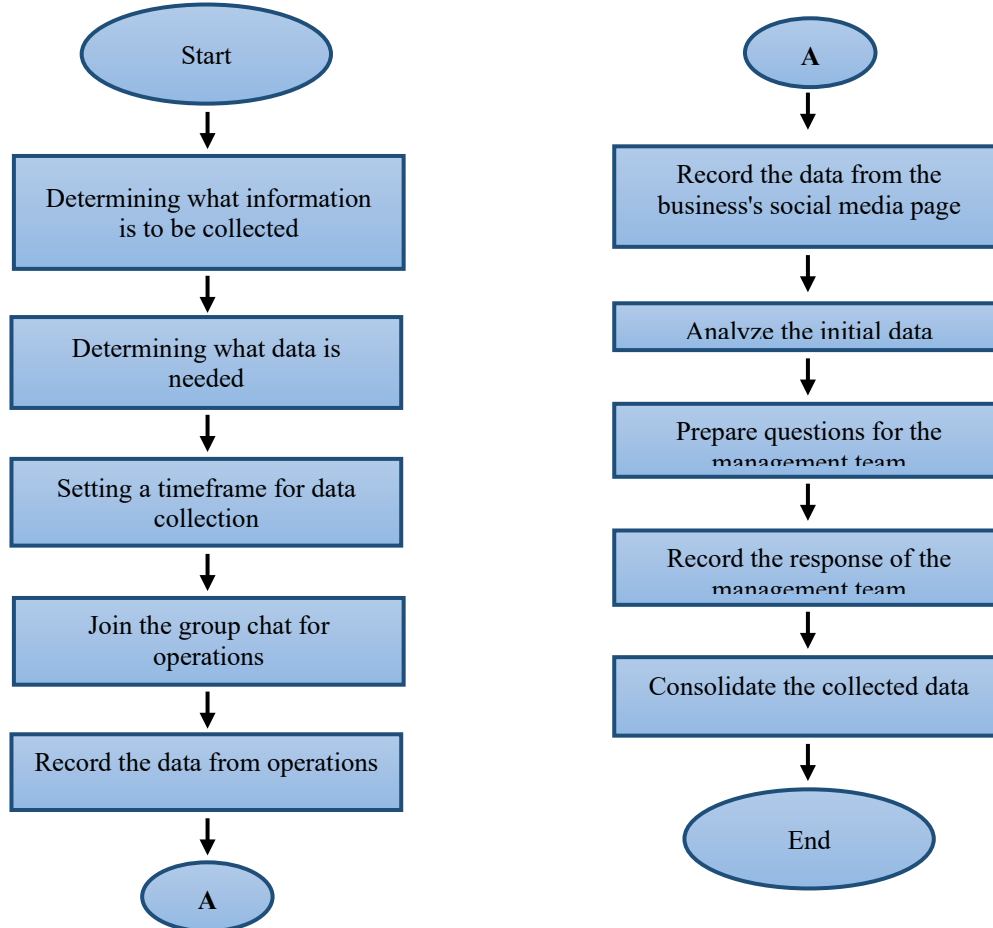 Start
Determining what information
is to be collected
Determining what data is
needed
Setting a timeframe for data
collection
Join the group chat for
operations
Record the data from operations
A
A
Record the data from the
business's social media page
Analyze the initial data
Prepare questions for the
management team
Record the response of the
management team
Consolidate the collected data
End